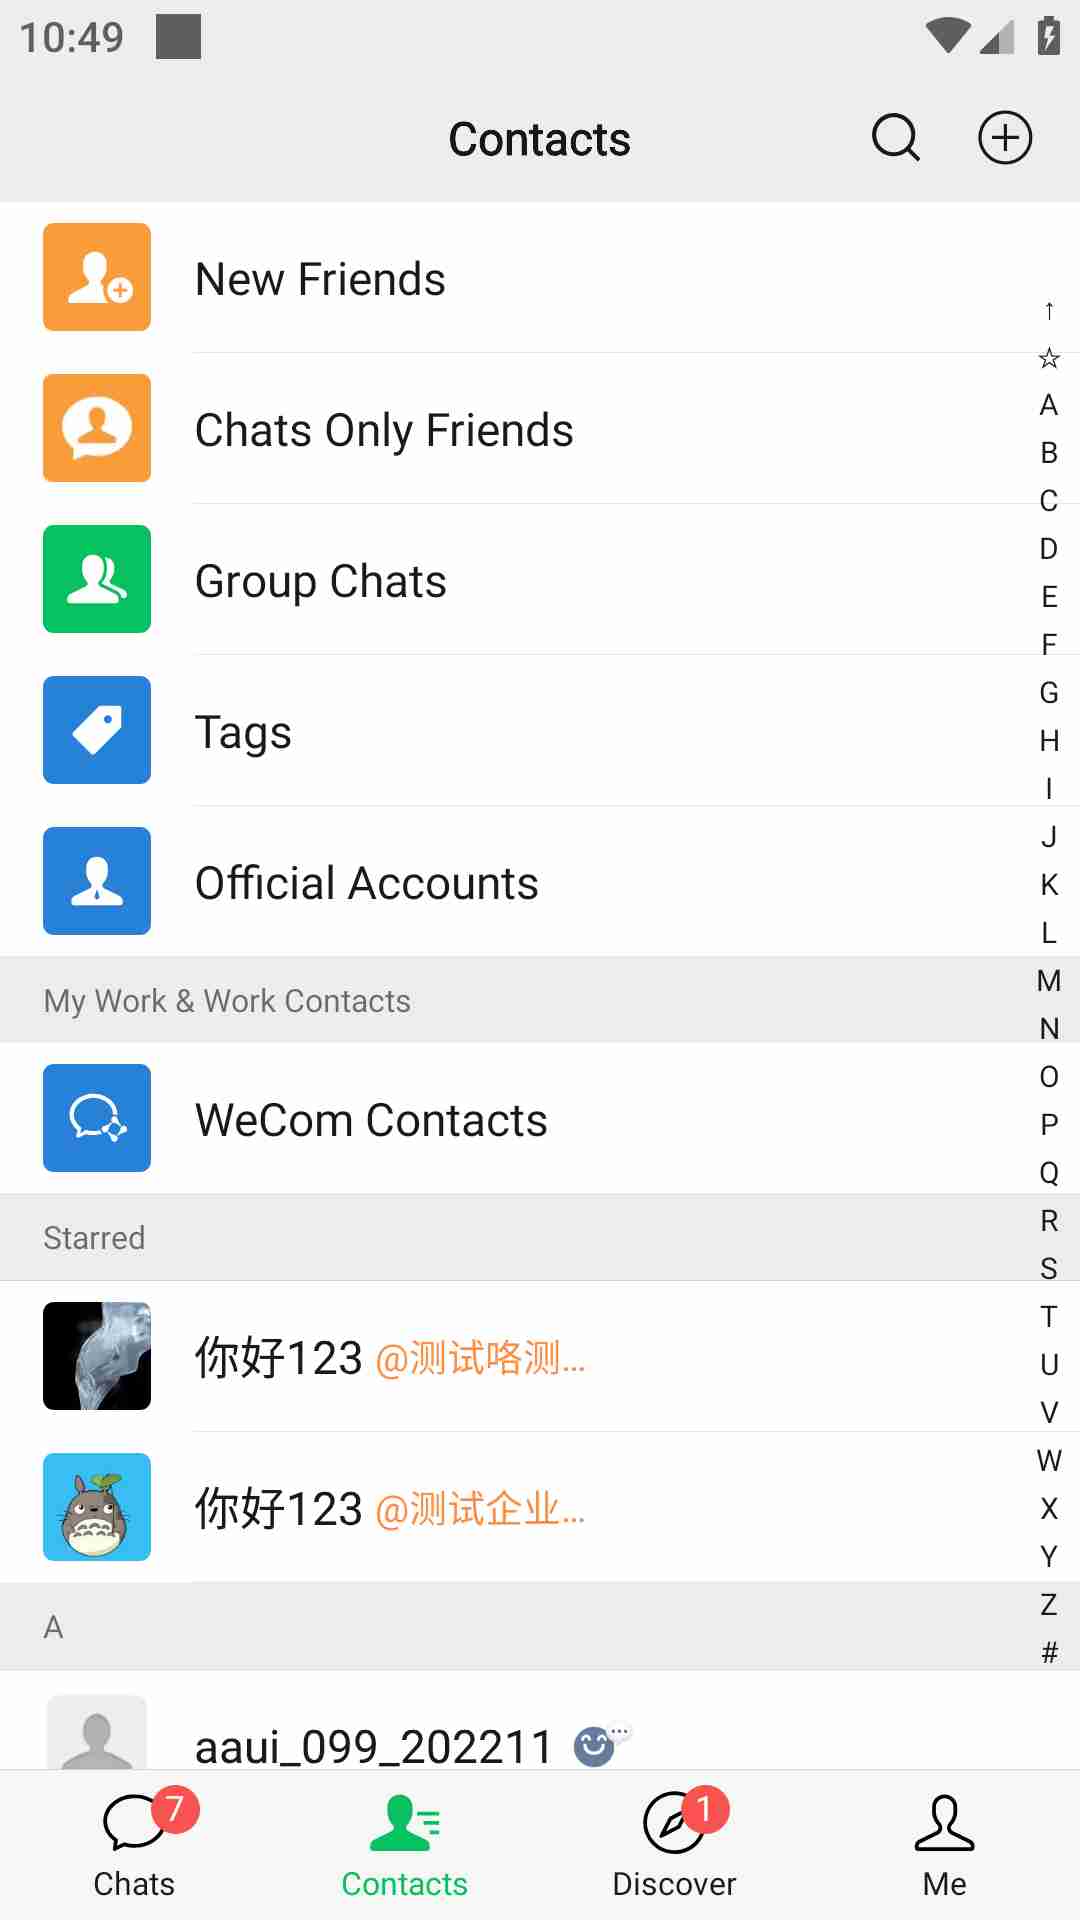 10:49
Contacts
New Friends
Chats Only Friends
Group Chats
Tags
Official Accounts
My Work & Work Contacts
WeCom Contacts
Starred
你好123 @测试咯测...
你好123 @测试企业...
A
aaui_099_202211
↑
☆
A
B
C
D
E
F
G
H
I
J
K
L
M
N
O
P
Q
R
S
T
U
V
W
X
Y
Z
#
7
1
Chats
Contacts
Discover
Me